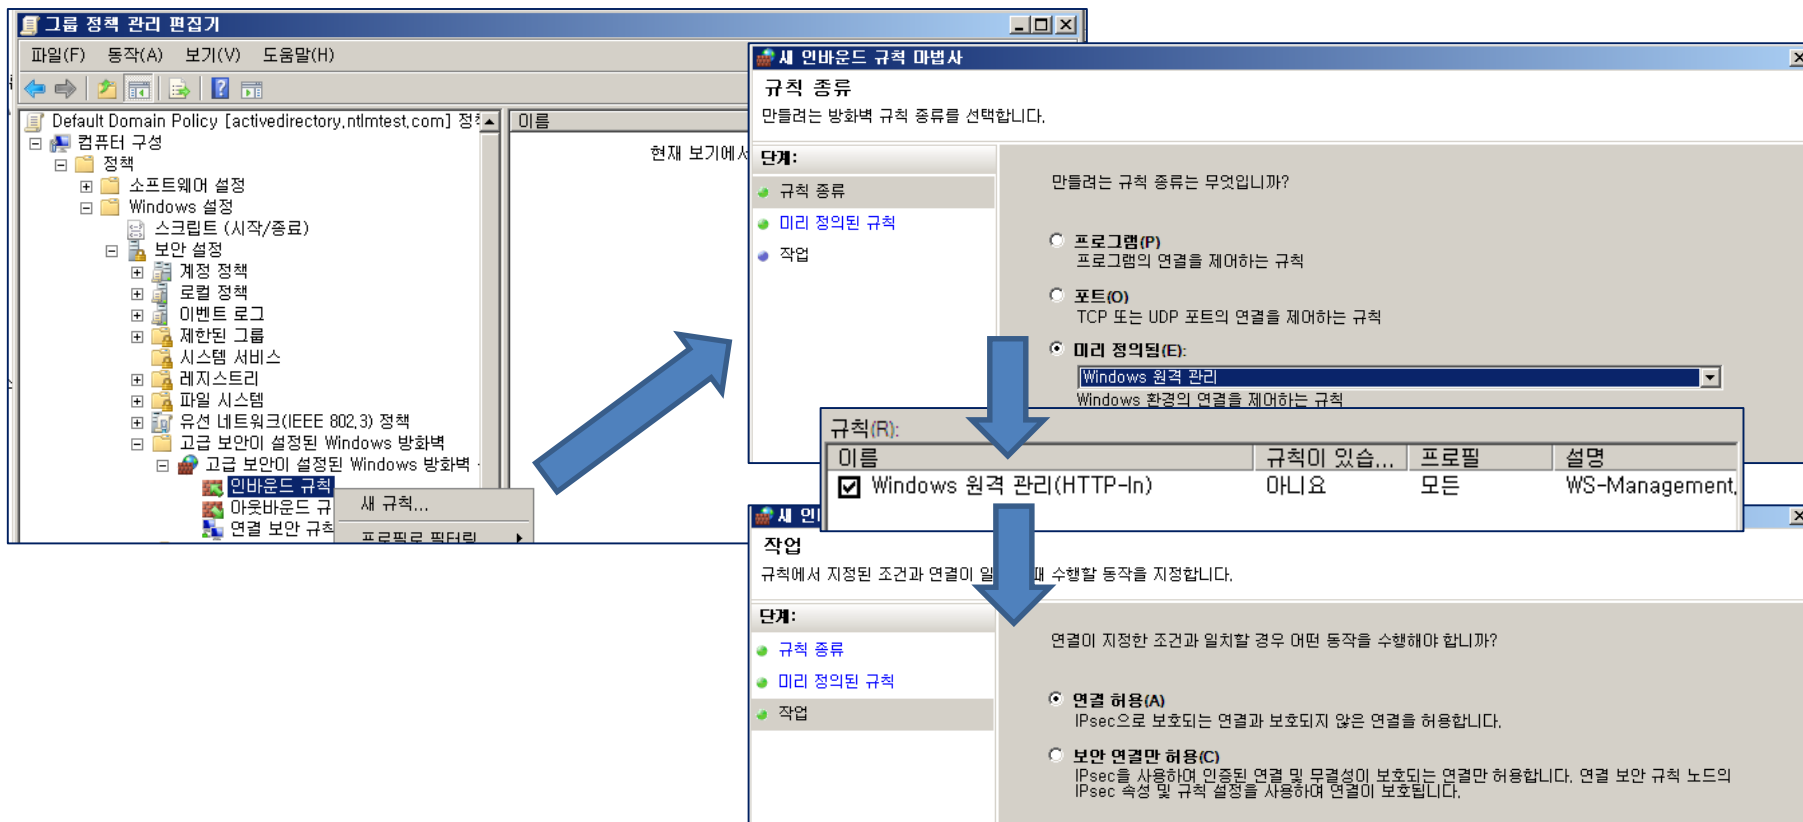 그룹 정책 관리 편집기
파일(F) 동작(A) 보기(V) 도움말(H)
Default Domain Policy [activedirectory.ntlmtest.com] 정책
컴퓨터 구성
정책
소프트웨어 설정
Windows 설정
스크립트 (시작/종료)
보안 설정
계정 정책
로컬 정책
이벤트 로그
제한된 그룹
시스템 서비스
레지스트리
파일 시스템
유선 네트워크(IEEE 802.3) 정책
고급 보안이 설정된 Windows 방화벽
고급 보안이 설정된 Windows 방화벽 -
인바운드 규칙
아웃바운드 규
연결 보안 규칙
이름
현재 보기에서
새 규칙...
프로필로 필터링
새 인바운드 규칙 마법사
규칙 종류
만들려는 방화벽 규칙 종류를 선택합니다.
단계:
규칙 종류
미리 정의된 규칙
작업
만들려는 규칙 종류는 무엇입니까?
프로그램(P)
프로그램의 연결을 제어하는 규칙
포트(O)
TCP 또는 UDP 포트의 연결을 제어하는 규칙
미리 정의됨(E):
Windows 원격 관리
Windows 환경의 연결을 제어하는 규칙
규칙(R):
이름 규칙이 있습... 프로필 설명
Windows 원격 관리(HTTP-In) 아니요 모든 WS-Management.
새 인
작업
규칙에서 지정된 조건과 연결이 일 때 수행할 동작을 지정합니다.
단계:
규칙 종류
미리 정의된 규칙
작업
연결이 지정한 조건과 일치할 경우 어떤 동작을 수행해야 합니까?
연결 허용(A)
IPsec으로 보호되는 연결과 보호되지 않은 연결을 허용합니다.
보안 연결만 허용(C)
IPsec을 사용하여 인증된 연결 및 무결성이 보호되는 연결만 허용합니다. 연결 보안 규칙 노드의
IPsec 속성 및 규칙 설정을 사용하여 연결이 보호됩니다.